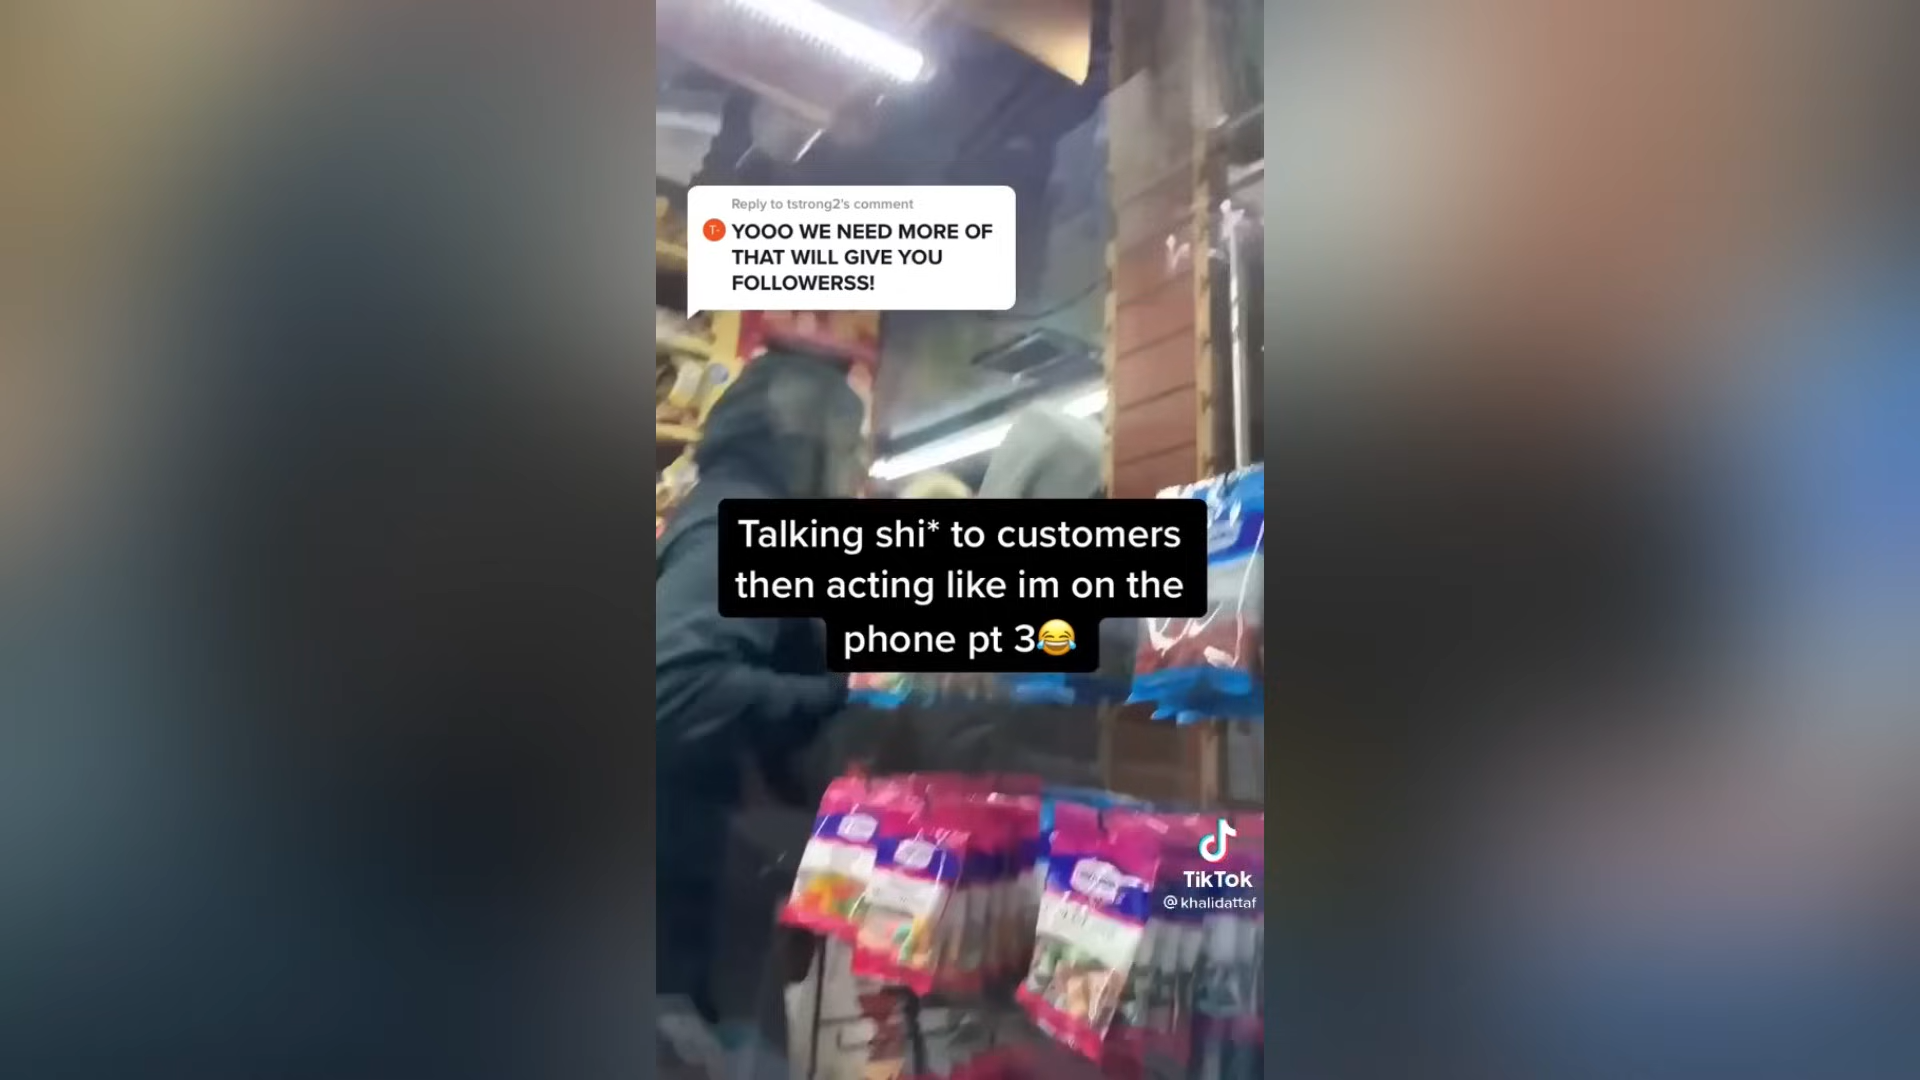 Reply to tstrong2's comment
T-
YOOO WE NEED MORE OF
THAT WILL GIVE YOU
FOLLOWERSS!
Talking shi* to customers
then acting like im on the
phone pt 3😂
TikTok
@khalidattaf